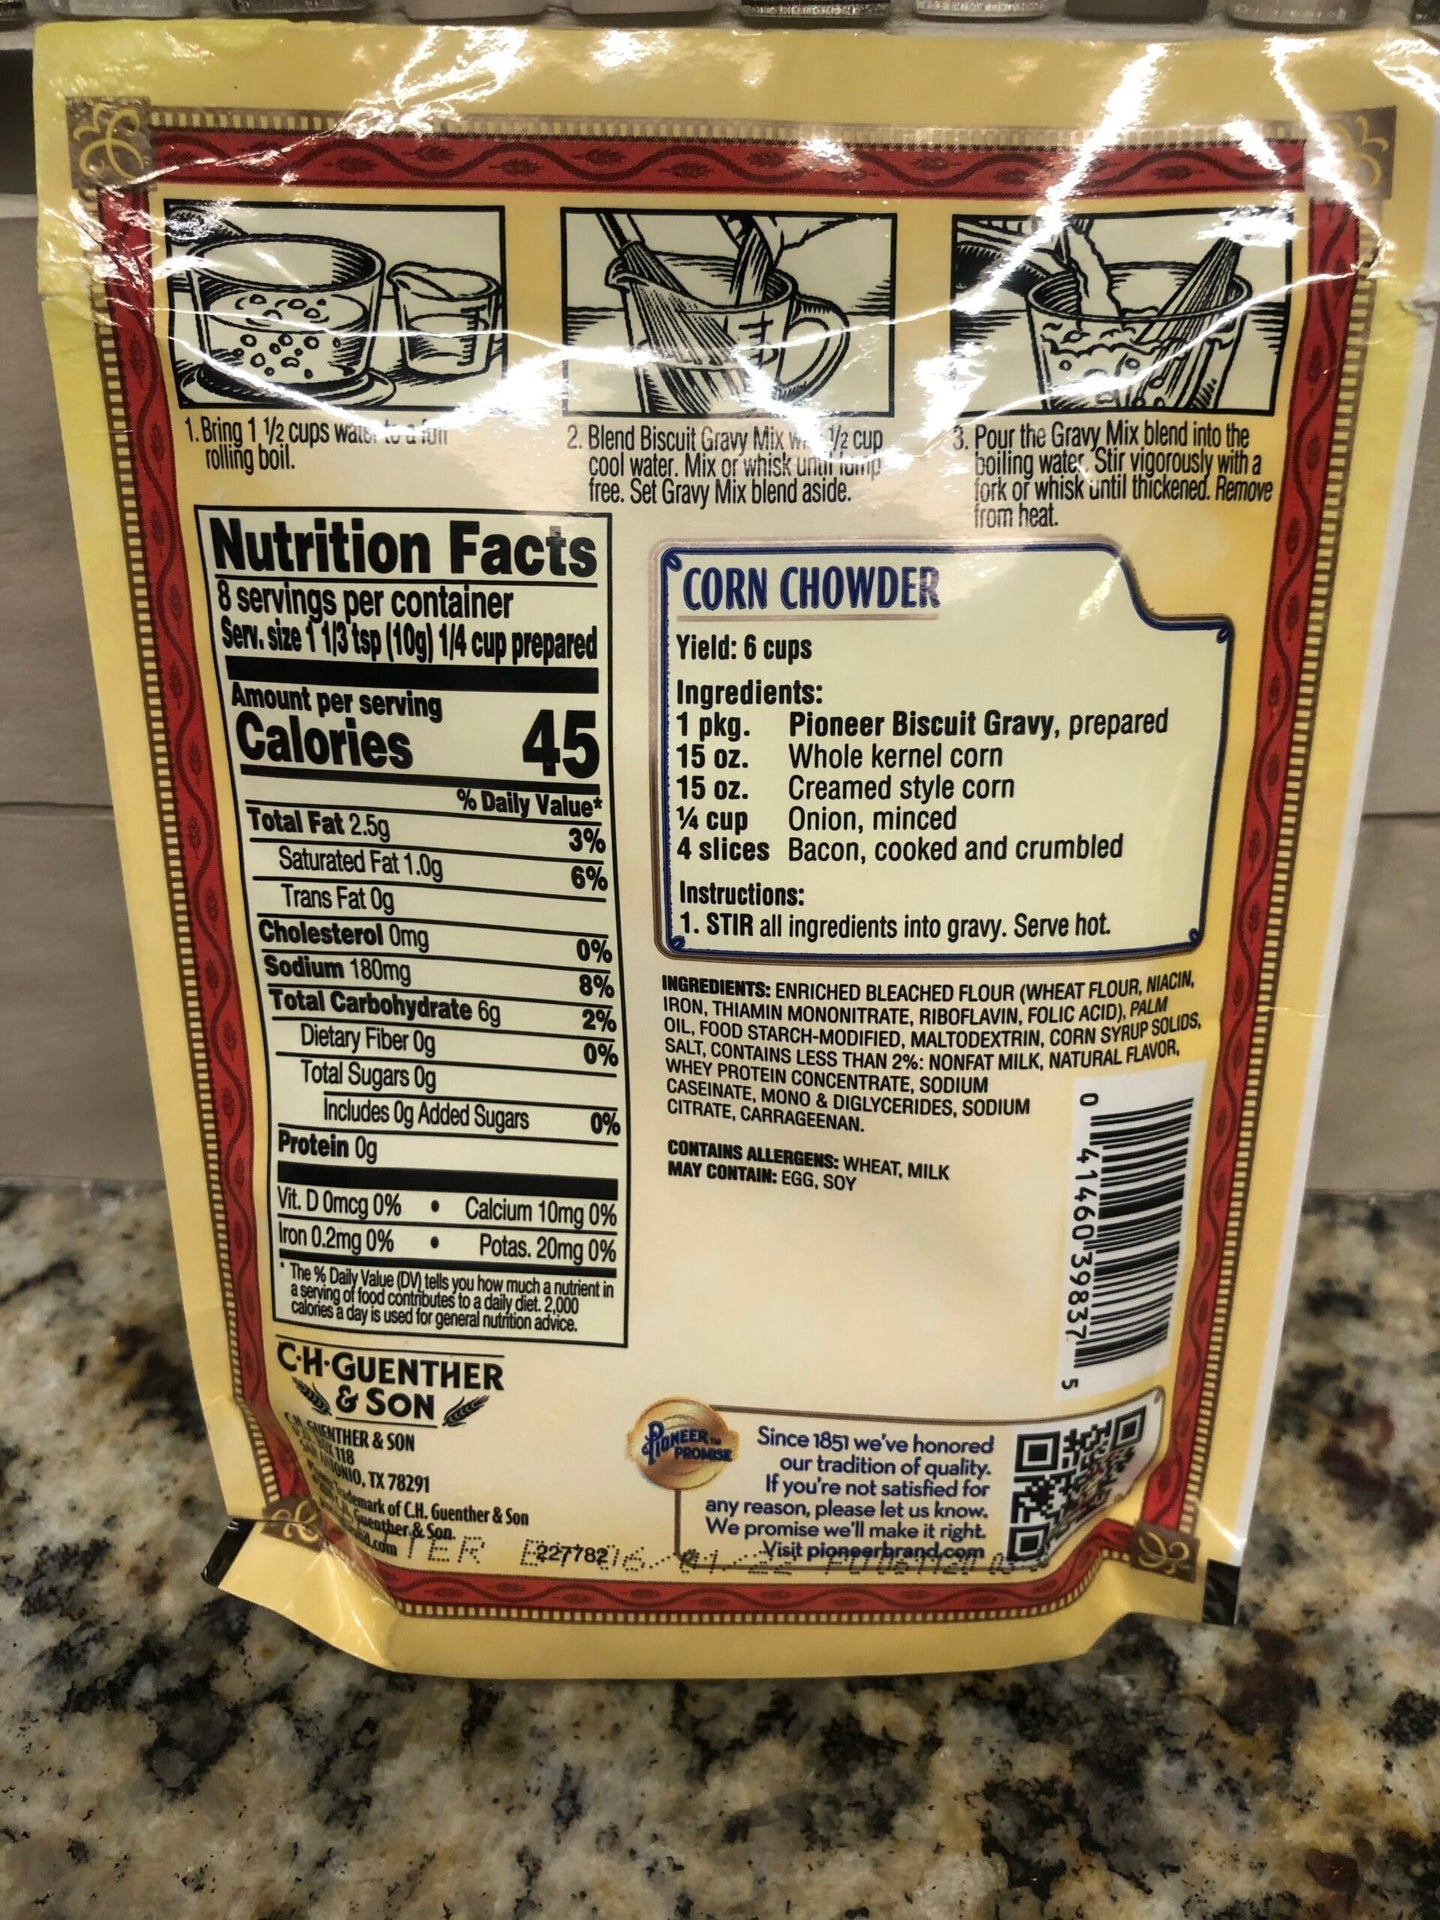 1. Bring 1 1/2 cups water to a full
rolling boil.
2. Blend Biscuit Gravy Mix 1/2 cup
cool water. Mix or whisk until lump
free. Set Gravy Mix blend aside.
3. Pour the Gravy Mix blend into the
boiling water. Stir vigorously with a
fork or whisk until thickened. Remove
from heat.
Nutrition Facts
8 servings per container
Serv. size 1 1/3 tsp (10g) 1/4 cup prepared
Amount per serving
Calories 45
% Daily Value*
Total Fat 2.5g 3%
Saturated Fat 1.0g 6%
Trans Fat 0g
Cholesterol 0mg 0%
Sodium 180mg 8%
Total Carbohydrate 6g 2%
Dietary Fiber 0g 0%
Total Sugars 0g
Includes 0g Added Sugars 0%
Protein 0g
Vit. D 0mcg 0% • Calcium 10mg 0%
Iron 0.2mg 0% • Potas. 20mg 0%
* The % Daily Value (DV) tells you how much a nutrient in
a serving of food contributes to a daily diet. 2,000
calories a day is used for general nutrition advice.
CORN CHOWDER
Yield: 6 cups
Ingredients:
1 pkg. Pioneer Biscuit Gravy, prepared
15 oz. Whole kernel corn
15 oz. Creamed style corn
¼ cup Onion, minced
4 slices Bacon, cooked and crumbled
Instructions:
1. STIR all ingredients into gravy. Serve hot.
INGREDIENTS: ENRICHED BLEACHED FLOUR (WHEAT FLOUR, NIACIN,
IRON, THIAMIN MONONITRATE, RIBOFLAVIN, FOLIC ACID), PALM
OIL, FOOD STARCH-MODIFIED, MALTODEXTRIN, CORN SYRUP SOLIDS,
SALT, CONTAINS LESS THAN 2%: NONFAT MILK, NATURAL FLAVOR,
WHEY PROTEIN CONCENTRATE, SODIUM
CASEINATE, MONO & DIGLYCERIDES, SODIUM
CITRATE, CARRAGEENAN.
CONTAINS ALLERGENS: WHEAT, MILK
MAY CONTAIN: EGG, SOY
0 41460 39837 5
C·H·GUENTHER
& SON
C.H. GUENTHER & SON
118
SAN ANTONIO, TX 78291
Trademark of C.H. Guenther & Son
Guenther & Son.
227782
PIONEER™
PROMISE
Since 1851 we've honored
our tradition of quality.
If you're not satisfied for
any reason, please let us know.
We promise we'll make it right.
Visit pioneerbrand.com